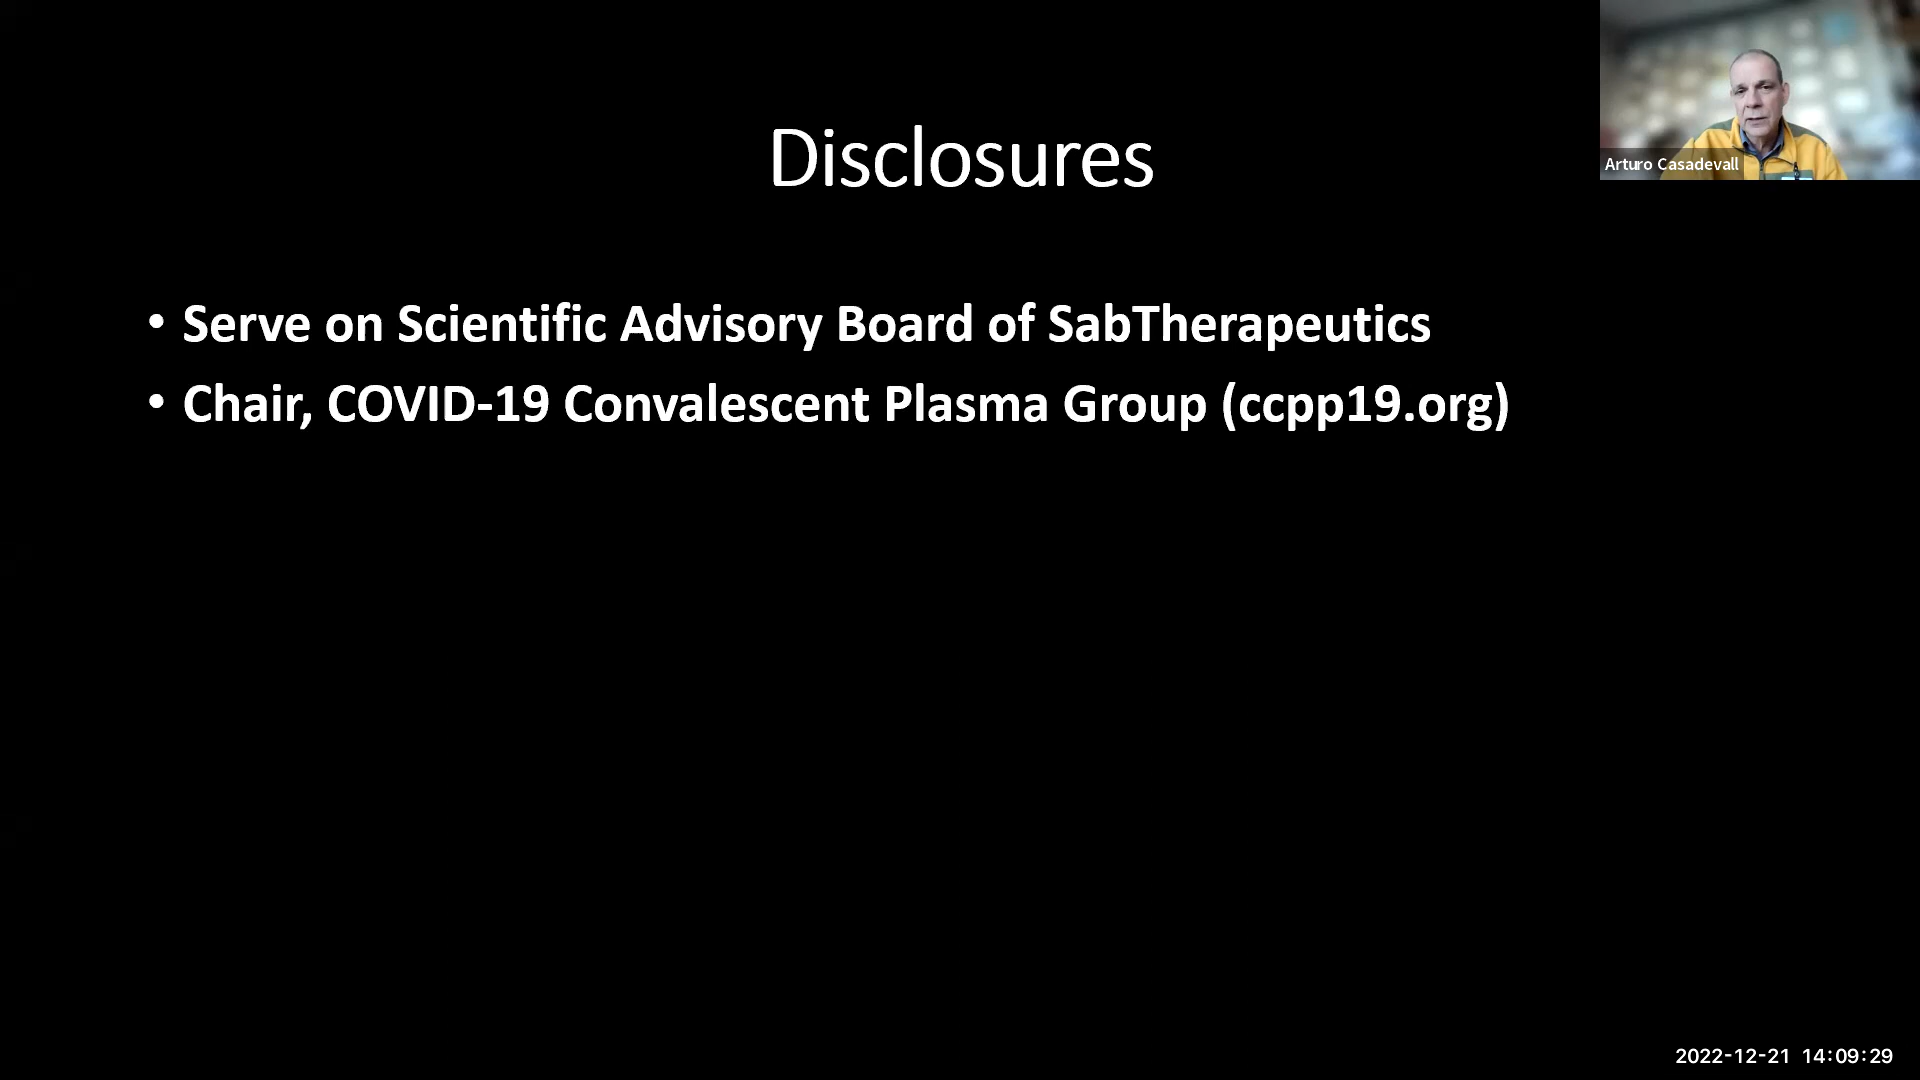 Disclosures
Arturo Casadevall
• Serve on Scientific Advisory Board of SabTherapeutics
• Chair, COVID-19 Convalescent Plasma Group (ccpp19.org)
2022-12-21 14:09:29